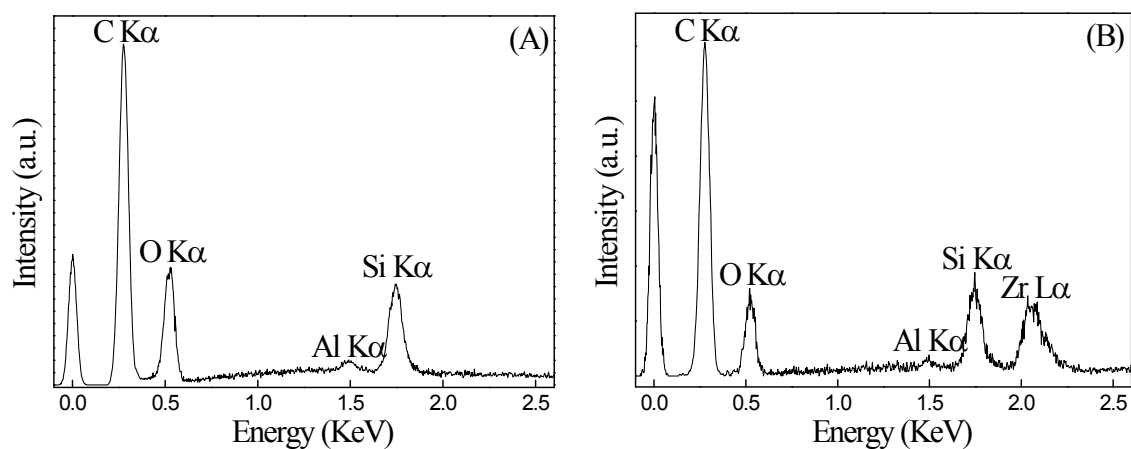 (A)
C Kα
O Kα
Al Kα
Si Kα
Intensity (a.u.)
0.0 0.5 1.0 1.5 2.0 2.5
Energy (KeV)
(B)
C Kα
O Kα
Al Kα
Si Kα
Zr Lα
Intensity (a.u.)
0.0 0.5 1.0 1.5 2.0 2.5
Energy (KeV)